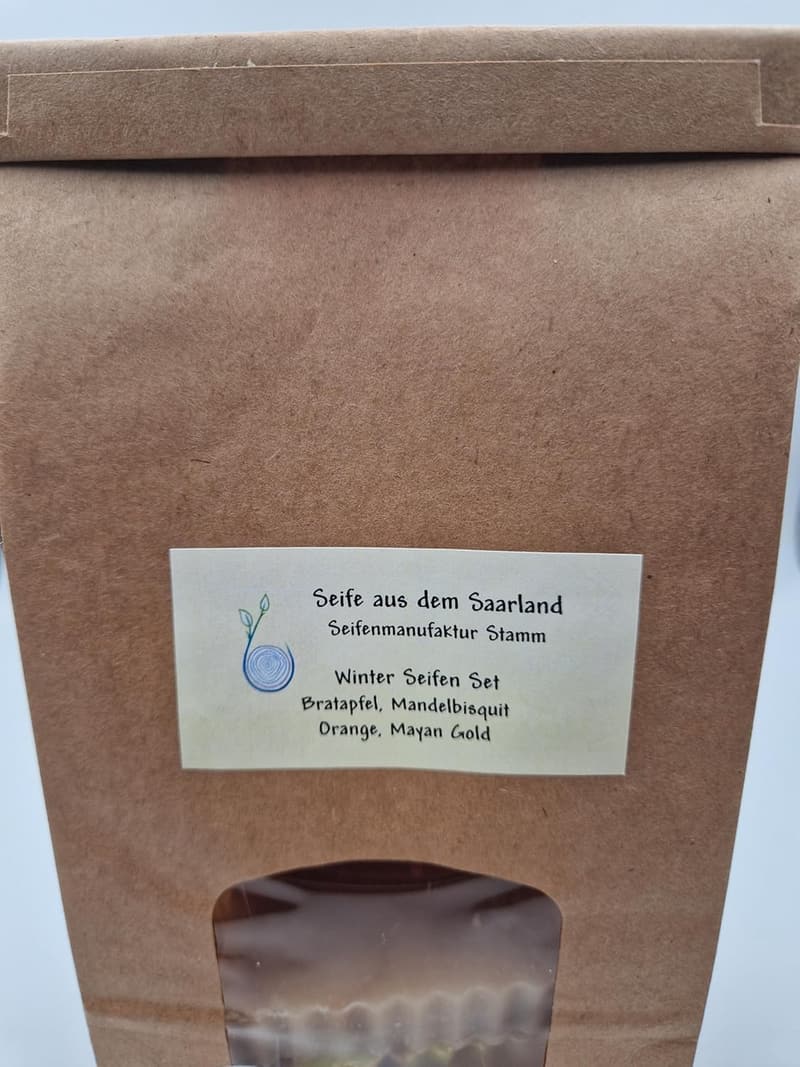 Seife aus dem Saarland
Seifenmanufaktur Stamm
Winter Seifen Set
Bratapfel, Mandelbisquit
Orange, Mayan Gold